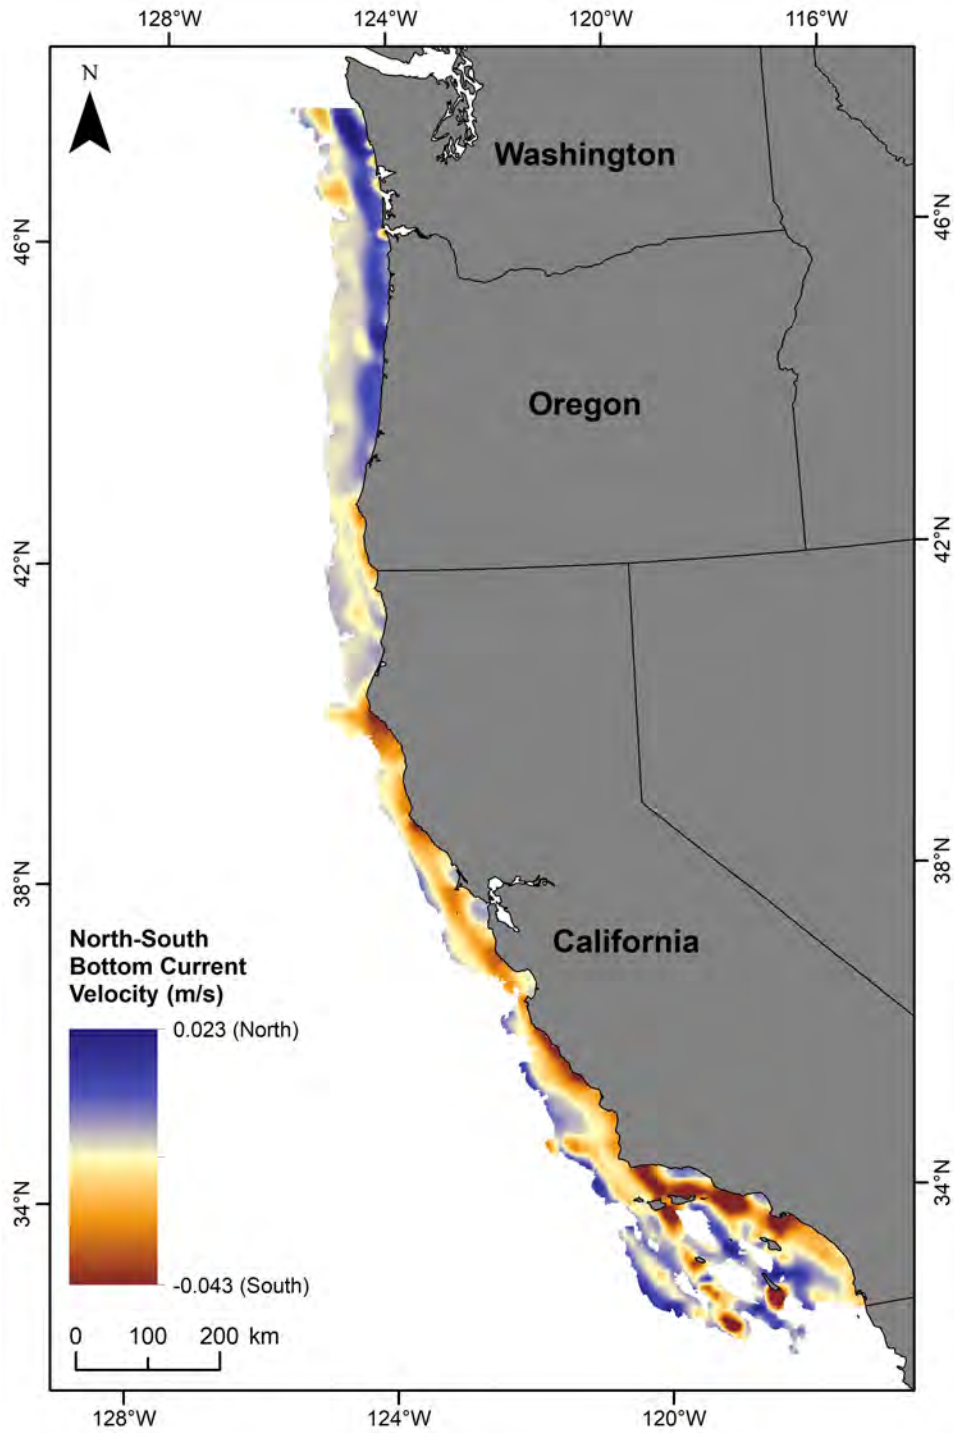 128°W 124°W 120°W 116°W
N
Washington
46°N
46°N
Oregon
42°N
42°N
38°N
38°N
California
North-South
Bottom Current
Velocity (m/s)
0.023 (North)
34°N
34°N
-0.043 (South)
0 100 200 km
128°W 124°W 120°W